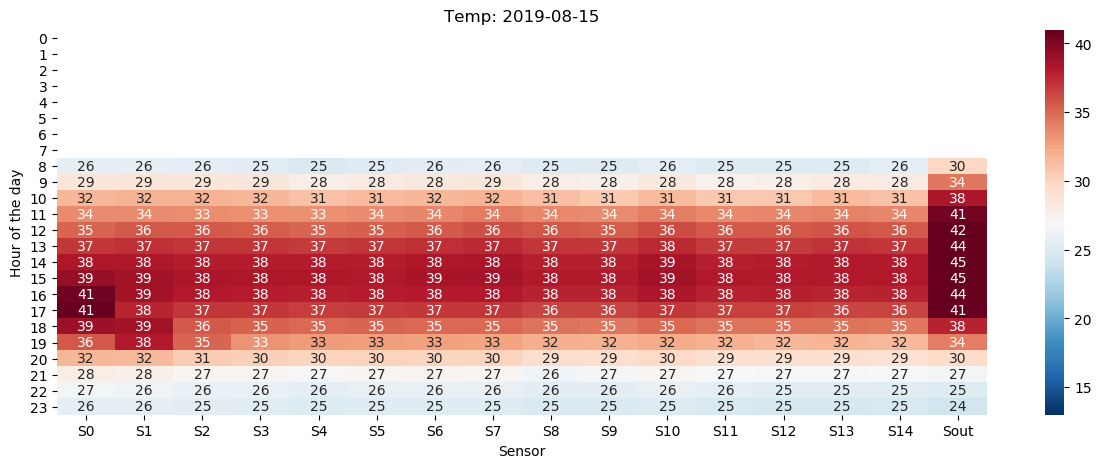 Temp: 2019-08-15
Hour of the day
0
1
2
3
4
5
6
7
8 26 26 26 25 25 25 26 26 25 25 26 25 25 25 26 30
9 29 29 29 29 28 28 28 29 28 28 28 28 28 28 28 34
10 32 32 32 32 31 31 32 32 31 31 31 31 31 31 31 38
11 34 34 33 33 33 34 34 34 34 34 34 34 34 34 34 41
12 35 36 36 36 35 35 36 36 36 35 36 36 36 36 36 42
13 37 37 37 37 37 37 37 37 37 37 38 37 37 37 37 44
14 38 38 38 38 38 38 38 38 38 38 39 38 38 38 38 45
15 39 39 38 38 38 38 39 39 38 38 39 38 38 38 38 45
16 41 39 38 38 38 38 38 38 38 38 38 38 38 38 38 44
17 41 38 37 37 37 37 37 37 36 36 37 37 37 36 36 41
18 39 39 36 35 35 35 35 35 35 35 35 35 35 35 35 38
19 36 38 35 33 33 33 33 33 32 32 32 32 32 32 32 34
20 32 32 31 30 30 30 30 30 29 29 30 29 29 29 29 30
21 28 28 27 27 27 27 27 27 26 27 27 27 27 27 27 27
22 27 26 26 26 26 26 26 26 26 26 26 26 25 25 25 25
23 26 26 25 25 25 25 25 25 25 25 25 25 25 25 25 24
S0 S1 S2 S3 S4 S5 S6 S7 S8 S9 S10 S11 S12 S13 S14 Sout
Sensor
40
35
30
25
20
15